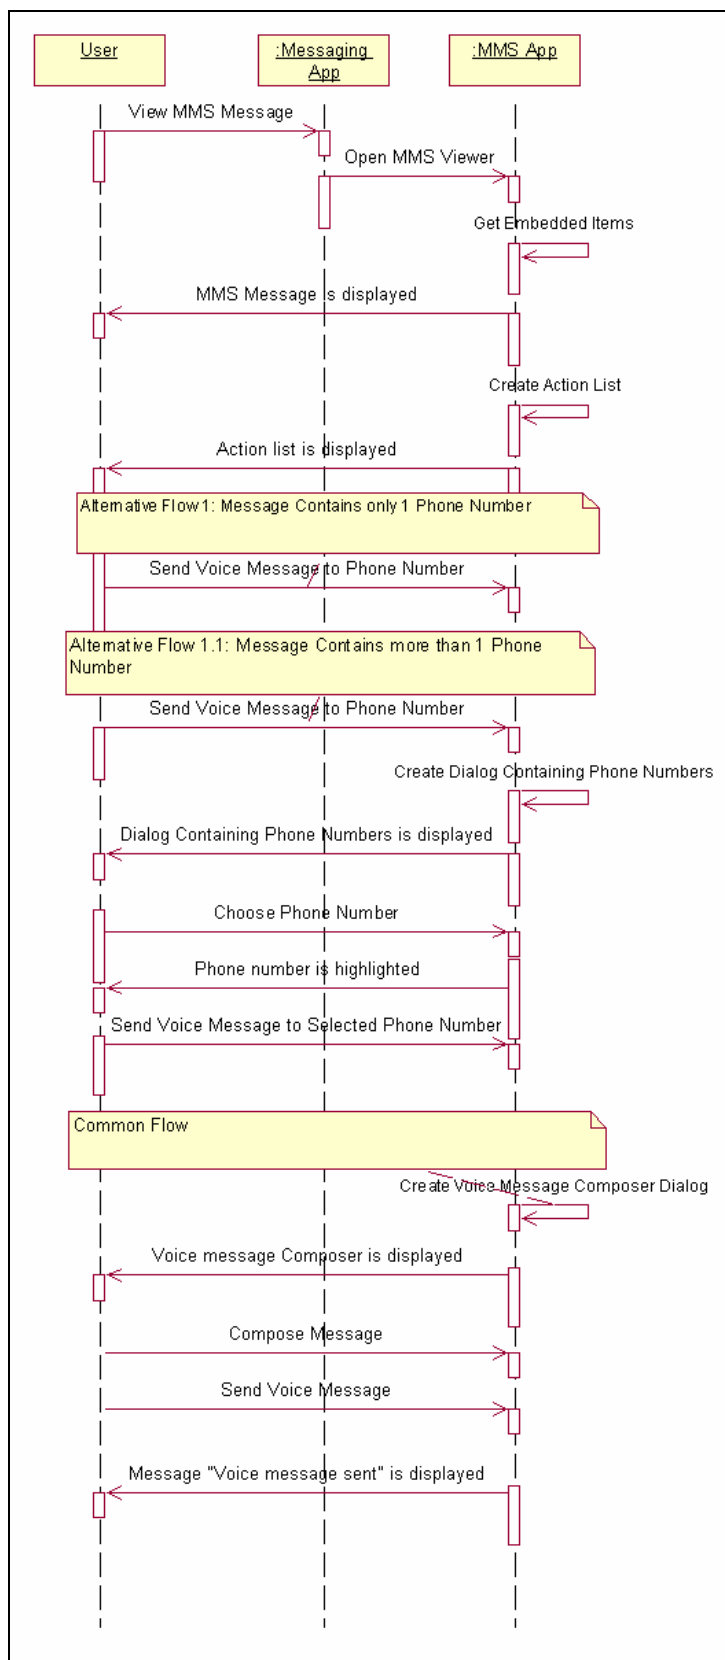 User
:Messaging
App
:MMS App
View MMS Message
Open MMS Viewer
Get Embedded Items
MMS Message is displayed
Create Action List
Action list is displayed
Alternative Flow 1: Message Contains only 1 Phone Number
Send Voice Message to Phone Number
Alternative Flow 1.1: Message Contains more than 1 Phone
Number
Send Voice Message to Phone Number
Create Dialog Containing Phone Numbers
Dialog Containing Phone Numbers is displayed
Choose Phone Number
Phone number is highlighted
Send Voice Message to Selected Phone Number
Common Flow
Create Voice Message Composer Dialog
Voice message Composer is displayed
Compose Message
Send Voice Message
Message "Voice message sent" is displayed